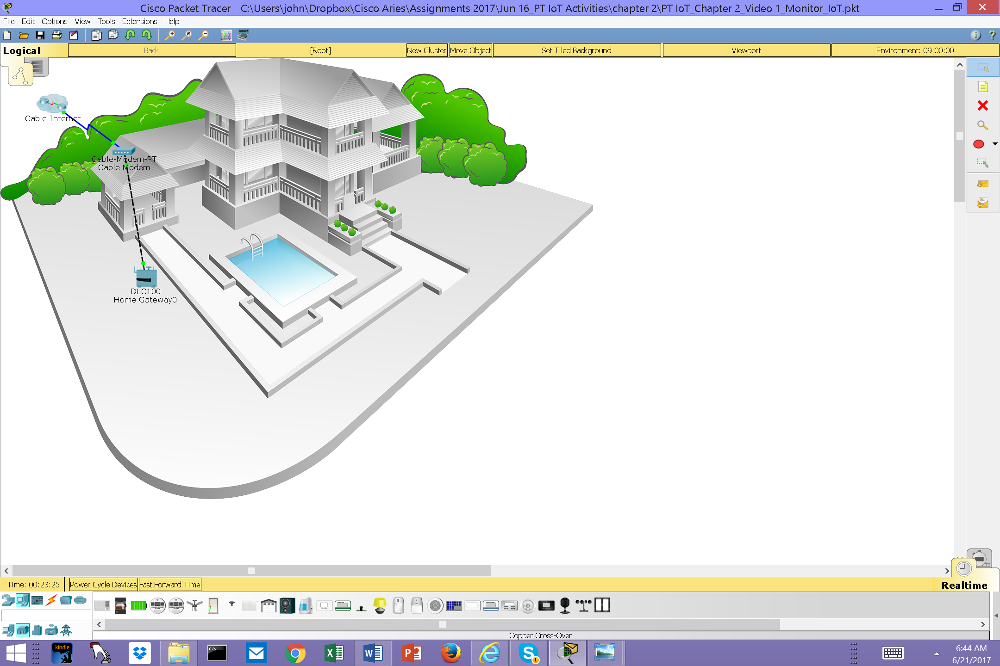 Cisco Packet Tracer - C:\Users\john\Dropbox\Cisco Aries\Assignments 2017\Jun 16_PT IoT Activities\chapter 2\PT IoT_Chapter 2_Video 1_Monitor_IoT.pkt
File Edit Options View Tools Extensions Help
Logical Back [Root] New Cluster Move Object Set Tiled Background Viewport Environment: 09:00:00
Cable Internet
Cable-Modem-PT
Cable Modem
DLC100
Home Gateway0
Time: 00:23:25 Power Cycle Devices Fast Forward Time Realtime
Copper Cross-Over
kindle
C:\_
6:44 AM
6/21/2017